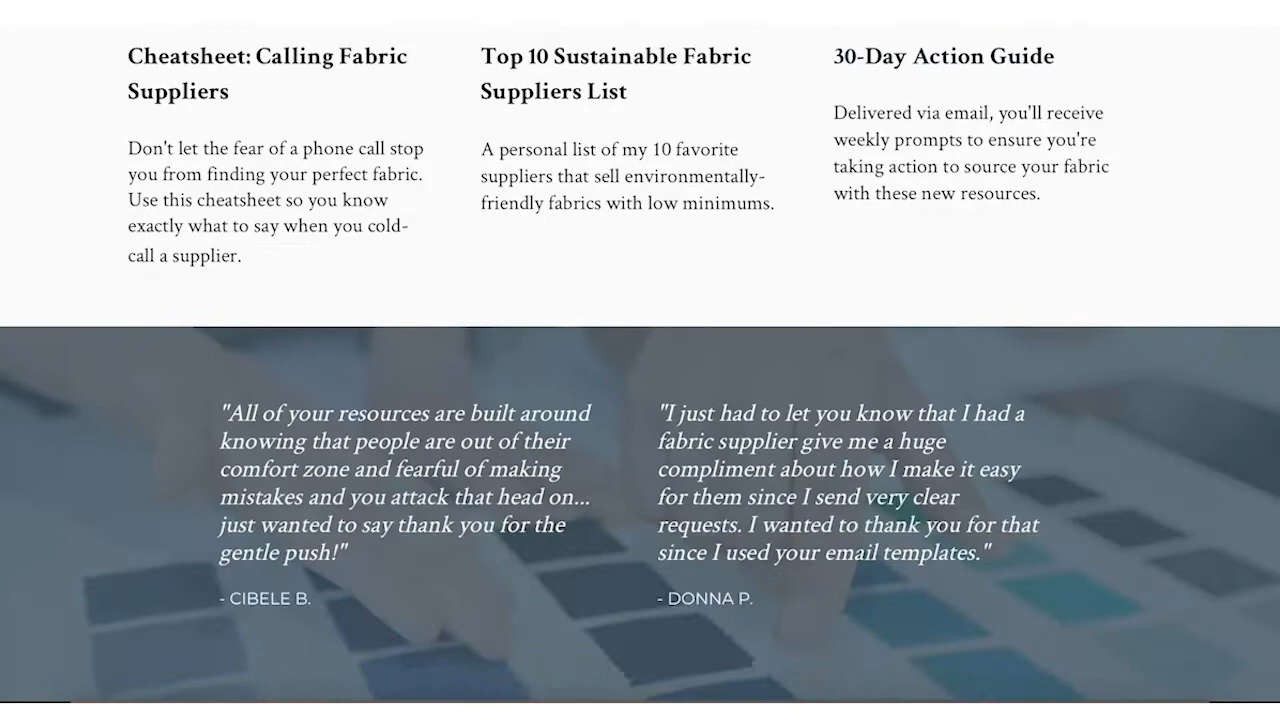 Cheatsheet: Calling Fabric
Suppliers
Don't let the fear of a phone call stop
you from finding your perfect fabric.
Use this cheatsheet so you know
exactly what to say when you cold-
call a supplier.
Top 10 Sustainable Fabric
Suppliers List
A personal list of my 10 favorite
suppliers that sell environmentally-
friendly fabrics with low minimums.
30-Day Action Guide
Delivered via email, you'll receive
weekly prompts to ensure you're
taking action to source your fabric
with these new resources.
"All of your resources are built around
knowing that people are out of their
comfort zone and fearful of making
mistakes and you attack that head on...
just wanted to say thank you for the
gentle push!"
- CIBELE B.
"I just had to let you know that I had a
fabric supplier give me a huge
compliment about how I make it easy
for them since I send very clear
requests. I wanted to thank you for that
since I used your email templates."
- DONNA P.